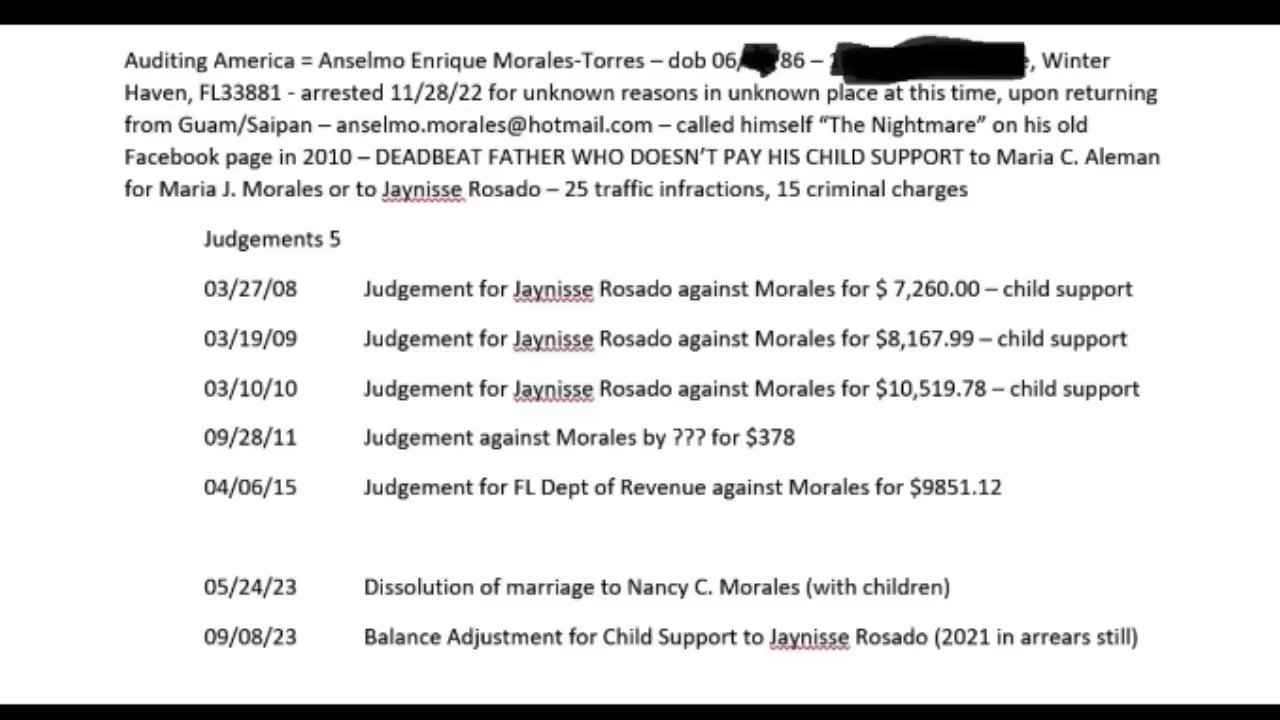 Auditing America = Anselmo Enrique Morales-Torres – dob 06/ 86 – , Winter
Haven, FL33881 - arrested 11/28/22 for unknown reasons in unknown place at this time, upon returning
from Guam/Saipan – anselmo.morales@hotmail.com – called himself “The Nightmare” on his old
Facebook page in 2010 – DEADBEAT FATHER WHO DOESN’T PAY HIS CHILD SUPPORT to Maria C. Aleman
for Maria J. Morales or to Jaynisse Rosado – 25 traffic infractions, 15 criminal charges
Judgements 5
03/27/08 Judgement for Jaynisse Rosado against Morales for $ 7,260.00 – child support
03/19/09 Judgement for Jaynisse Rosado against Morales for $8,167.99 – child support
03/10/10 Judgement for Jaynisse Rosado against Morales for $10,519.78 – child support
09/28/11 Judgement against Morales by ??? for $378
04/06/15 Judgement for FL Dept of Revenue against Morales for $9851.12
05/24/23 Dissolution of marriage to Nancy C. Morales (with children)
09/08/23 Balance Adjustment for Child Support to Jaynisse Rosado (2021 in arrears still)